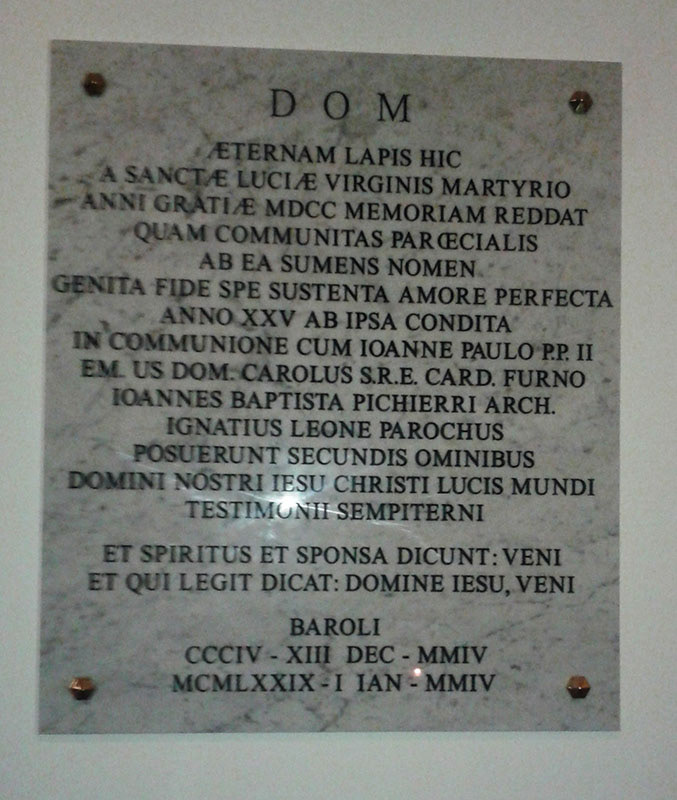 D O M
ÆTERNAM LAPIS HIC
A SANCTÆ LUCIÆ VIRGINIS MARTYRIO
ANNI GRATIÆ MDCC MEMORIAM REDDAT
QUAM COMMUNITAS PARŒCIALIS
AB EA SUMENS NOMEN
GENITA FIDE SPE SUSTENTA AMORE PERFECTA
ANNO XXV AB IPSA CONDITA
IN COMMUNIONE CUM IOANNE PAULO P.P. II
EM. US DOM. CAROLUS S.R.E. CARD. FURNO
IOANNES BAPTISTA PICHIERRI ARCH.
IGNATIUS LEONE PAROCHUS
POSUERUNT SECUNDIS OMINIBUS
DOMINI NOSTRI IESU CHRISTI LUCIS MUNDI
TESTIMONII SEMPITERNI
ET SPIRITUS ET SPONSA DICUNT: VENI
ET QUI LEGIT DICAT: DOMINE IESU, VENI
BAROLI
CCCIV - XIII DEC - MMIV
MCMLXXIX - I IAN - MMIV